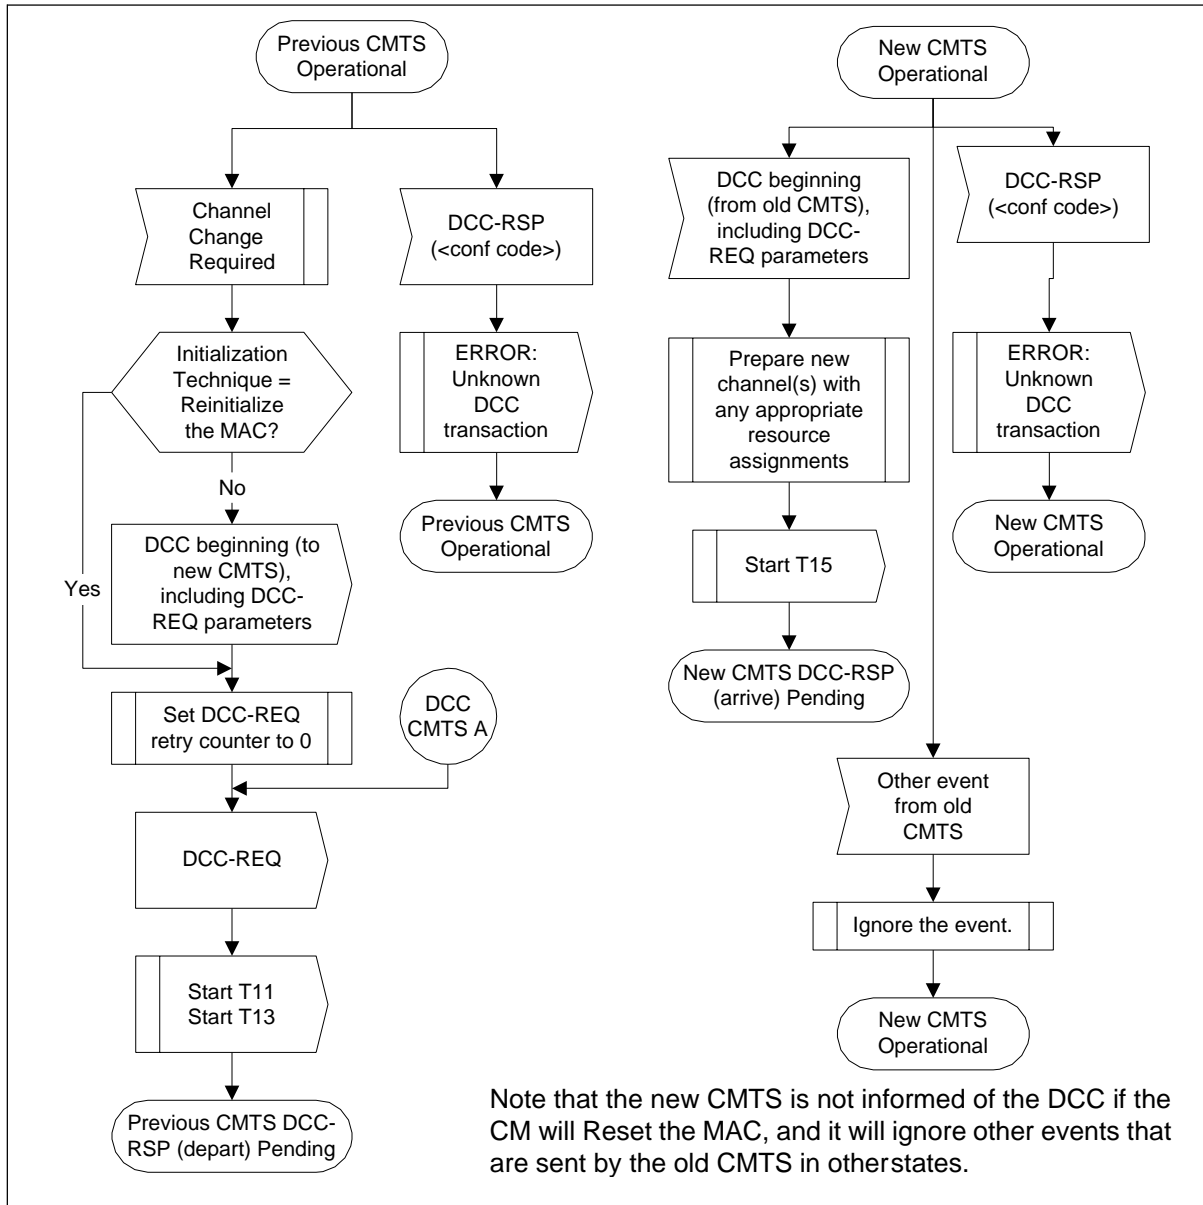 Previous CMTS
Operational
Channel
Change
Required
DCC-RSP
(<conf code>)
Initialization
Technique =
Reinitialize
the MAC?
ERROR:
Unknown
DCC
transaction
No
Previous CMTS
Operational
DCC beginning (to
new CMTS),
including DCC-
REQ parameters
Yes
Set DCC-REQ
retry counter to 0
DCC
CMTS A
DCC-REQ
Start T11
Start T13
Previous CMTS DCC-
RSP (depart) Pending
New CMTS
Operational
DCC beginning
(from old CMTS),
including DCC-
REQ parameters
DCC-RSP
(<conf code>)
Prepare new
channel(s) with
any appropriate
resource
assignments
ERROR:
Unknown
DCC
transaction
Start T15
New CMTS
Operational
New CMTS DCC-RSP
(arrive) Pending
Other event
from old
CMTS
Ignore the event.
New CMTS
Operational
Note that the new CMTS is not informed of the DCC if the
CM will Reset the MAC, and it will ignore other events that
are sent by the old CMTS in otherstates.